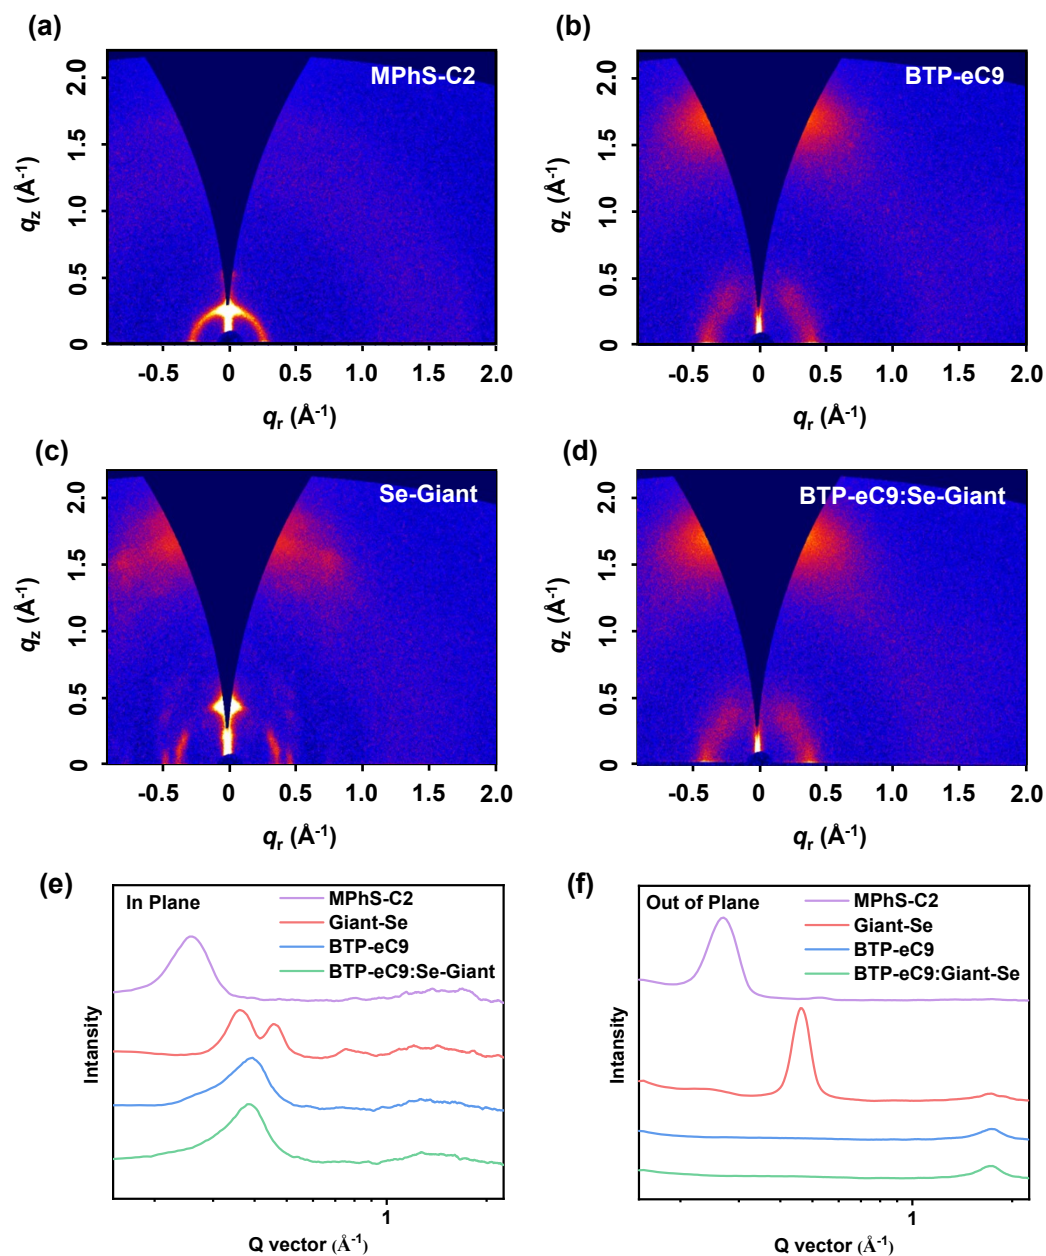 (a)
MPhS-C2
2.0
1.5
1.0
0.5
0
qz (Å-1)
-0.5 0 0.5 1.0 1.5 2.0
qr (Å-1)
(b)
BTP-eC9
2.0
1.5
1.0
0.5
0
qz (Å-1)
-0.5 0 0.5 1.0 1.5 2.0
qr (Å-1)
(c)
Se-Giant
2.0
1.5
1.0
0.5
0
qz (Å-1)
-0.5 0 0.5 1.0 1.5 2.0
qr (Å-1)
(d)
BTP-eC9:Se-Giant
2.0
1.5
1.0
0.5
0
qz (Å-1)
-0.5 0 0.5 1.0 1.5 2.0
qr (Å-1)
(e)
In Plane
MPhS-C2
Giant-Se
BTP-eC9
BTP-eC9:Se-Giant
Intansity
1
Q vector (Å-1)
(f)
Out of Plane
MPhS-C2
Giant-Se
BTP-eC9
BTP-eC9:Giant-Se
Intansity
1
Q vector (Å-1)